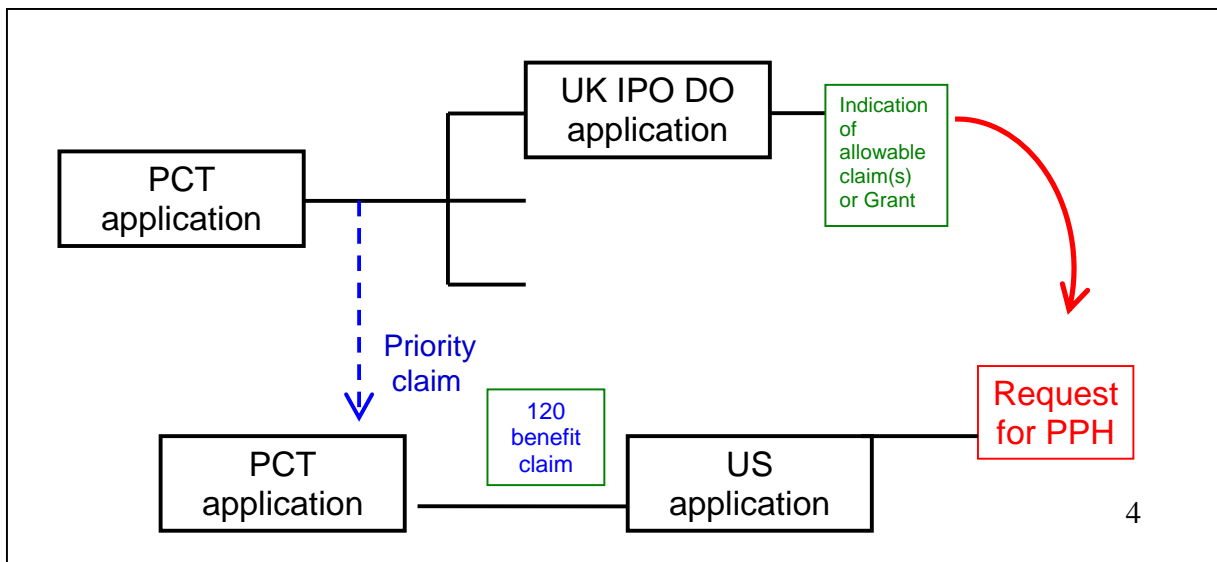 UK IPO DO
application
Indication
of
allowable
claim(s)
or Grant
PCT
application
Priority
claim
120
benefit
claim
Request
for PPH
PCT
application
US
application
4